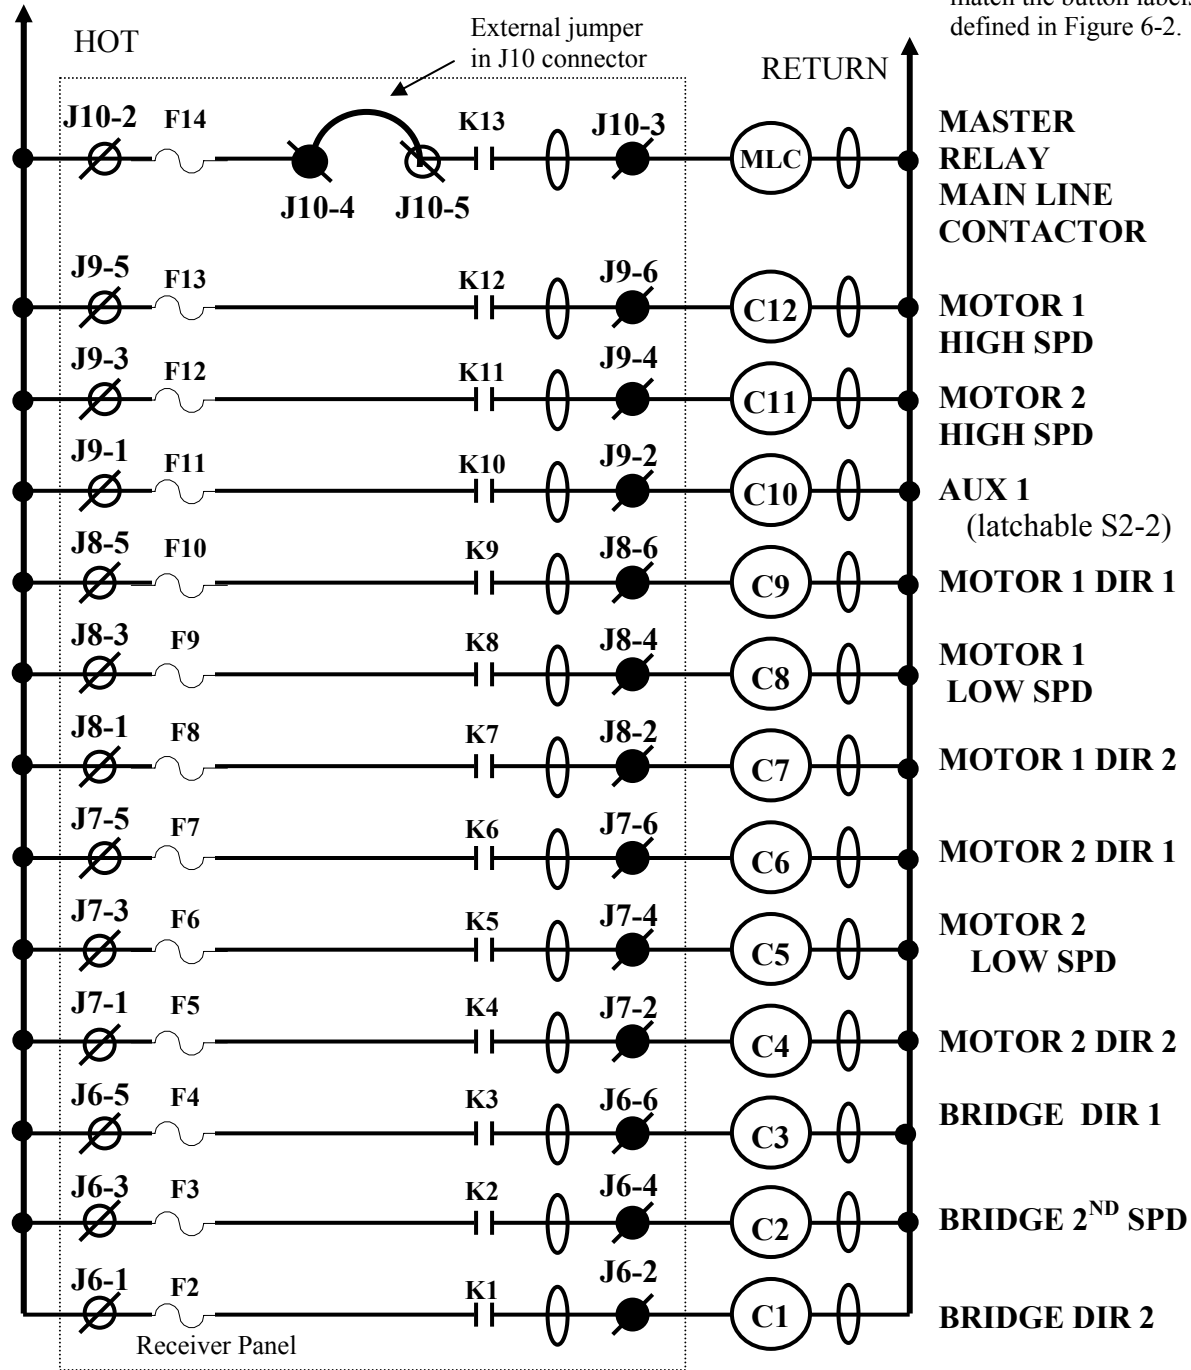 match the button labels
defined in Figure 6-2.
External jumper
in J10 connector
HOT
RETURN
J10-2 F14 K13 J10-3
MLC
J10-4 J10-5
MASTER
RELAY
MAIN LINE
CONTACTOR
J9-5 F13 K12 J9-6
C12
MOTOR 1
HIGH SPD
J9-3 F12 K11 J9-4
C11
MOTOR 2
HIGH SPD
J9-1 F11 K10 J9-2
C10
AUX 1
(latchable S2-2)
J8-5 F10 K9 J8-6
C9
MOTOR 1 DIR 1
J8-3 F9 K8 J8-4
C8
MOTOR 1
LOW SPD
J8-1 F8 K7 J8-2
C7
MOTOR 1 DIR 2
J7-5 F7 K6 J7-6
C6
MOTOR 2 DIR 1
J7-3 F6 K5 J7-4
C5
MOTOR 2
LOW SPD
J7-1 F5 K4 J7-2
C4
MOTOR 2 DIR 2
J6-5 F4 K3 J6-6
C3
BRIDGE DIR 1
J6-3 F3 K2 J6-4
C2
BRIDGE 2ND SPD
J6-1 F2 K1 J6-2
C1
BRIDGE DIR 2
Receiver Panel